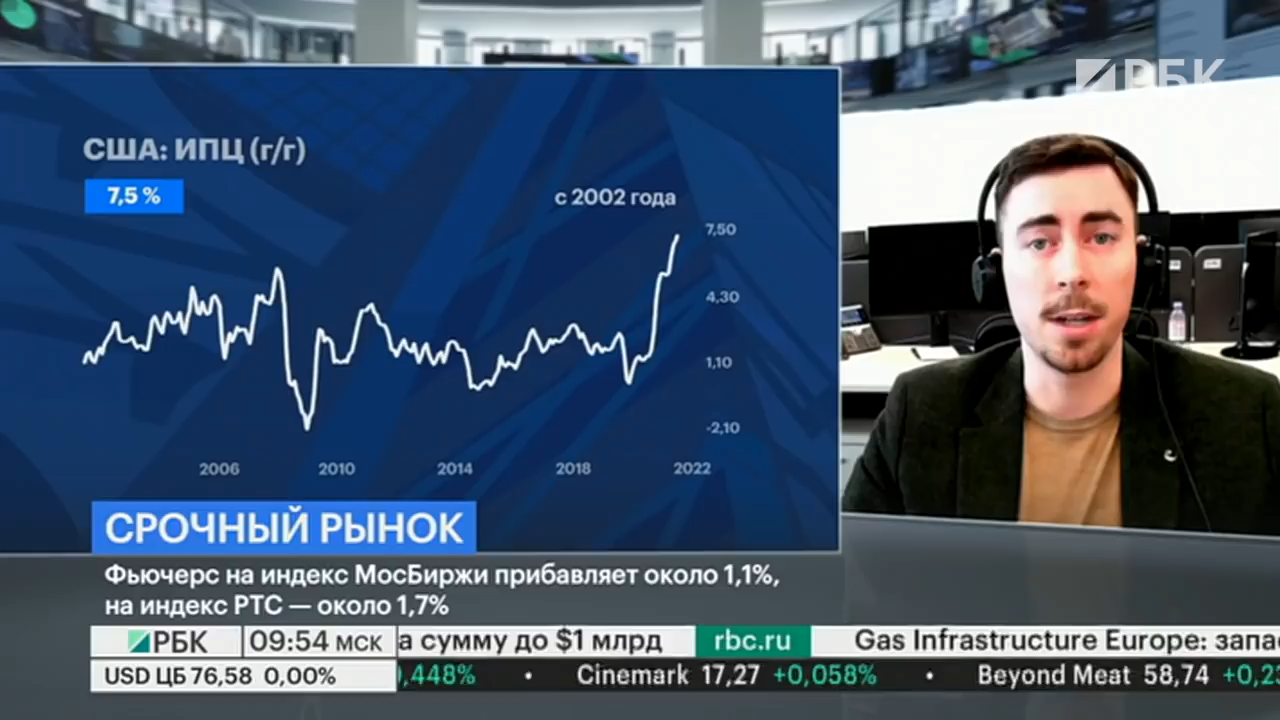 РБК
США: ИПЦ (г/г)
7,5 %
с 2002 года
7,50
4,30
1,10
-2,10
2006 2010 2014 2018 2022
СРОЧНЫЙ РЫНОК
Фьючерс на индекс МосБиржи прибавляет около 1,1%,
на индекс РТС — около 1,7%
РБК 09:54 МСК а сумму до $1 млрд rbc.ru Gas Infrastructure Europe: запа
USD ЦБ 76,58 0,00% ,448% • Cinemark 17,27 +0,058% • Beyond Meat 58,74 +0,23